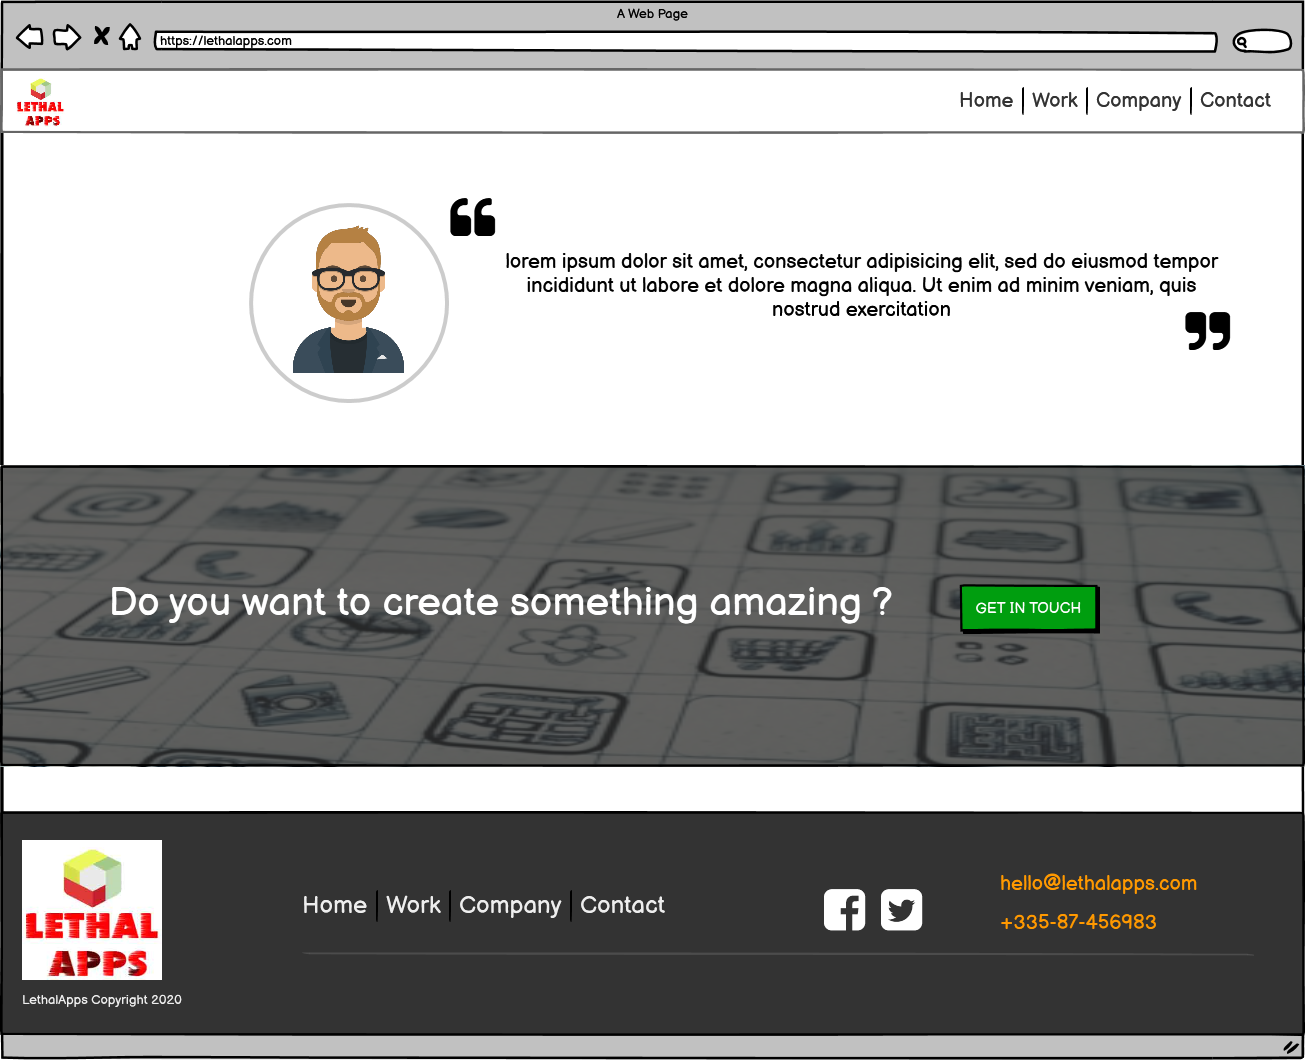 A Web Page
https://lethalapps.com
LETHAL
APPS
Home
Work
Company
Contact
lorem ipsum dolor sit amet, consectetur adipisicing elit, sed do eiusmod tempor
incididunt ut labore et dolore magna aliqua. Ut enim ad minim veniam, quis
nostrud exercitation
Do you want to create something amazing ?
GET IN TOUCH
LETHAL
APPS
LethalApps Copyright 2020
Home
Work
Company
Contact
hello@lethalapps.com
+335-87-456983